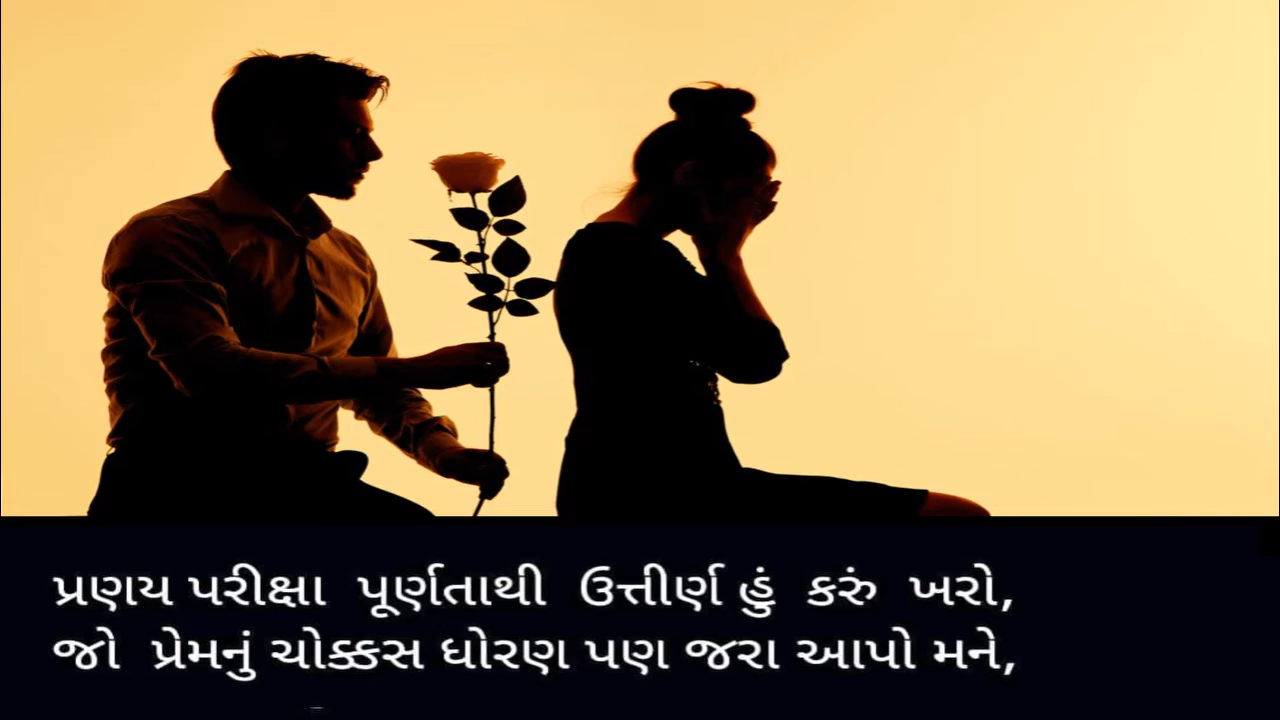 પ્રણય પરીક્ષા પૂર્ણતાથી ઉત્તીર્ણ હું કરું ખરો,
જો પ્રેમનું ચોક્કસ ધોરણ પણ જરા આપો મને,